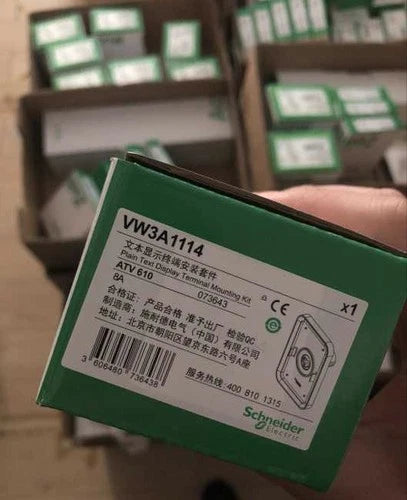 VW3A1114
文本显示终端安装套件
Plain Text Display Terminal Mounting Kit
ATV 610
073643
8A
CE
x1
合格证：产品合格 准予出厂 检验QC
制造商：施耐德电气（中国）有限公司
地址：北京市朝阳区望京东路六号A座
服务热线：400 810 1315
3 606480 736438
Schneider
Electric